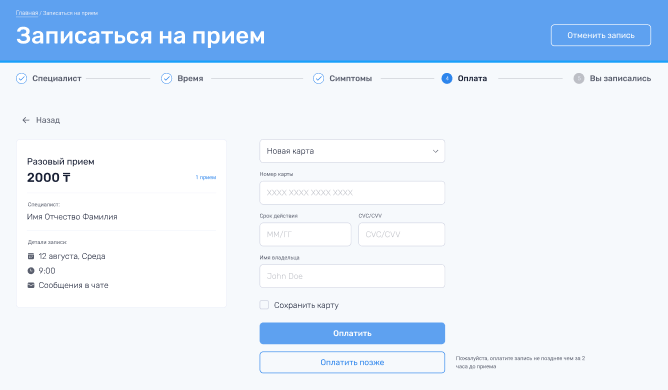 Главная / Записаться на прием
Записаться на прием
Отменить запись
Специалист
Время
Симптомы
4
Оплата
5
Вы записались
Назад
Разовый прием
2000 ₸
1 прием
Специалист:
Имя Отчество Фамилия
Детали записи:
12 августа, Среда
9:00
Сообщения в чате
Новая карта
Номер карты
XXXX XXXX XXXX XXXX
Срок действия
CVC/CVV
ММ/ГГ
CVC/CVV
Имя владельца
John Doe
Сохранить карту
Оплатить
Оплатить позже
Пожалуйста, оплатите запись не позднее чем за 2
часа до приема